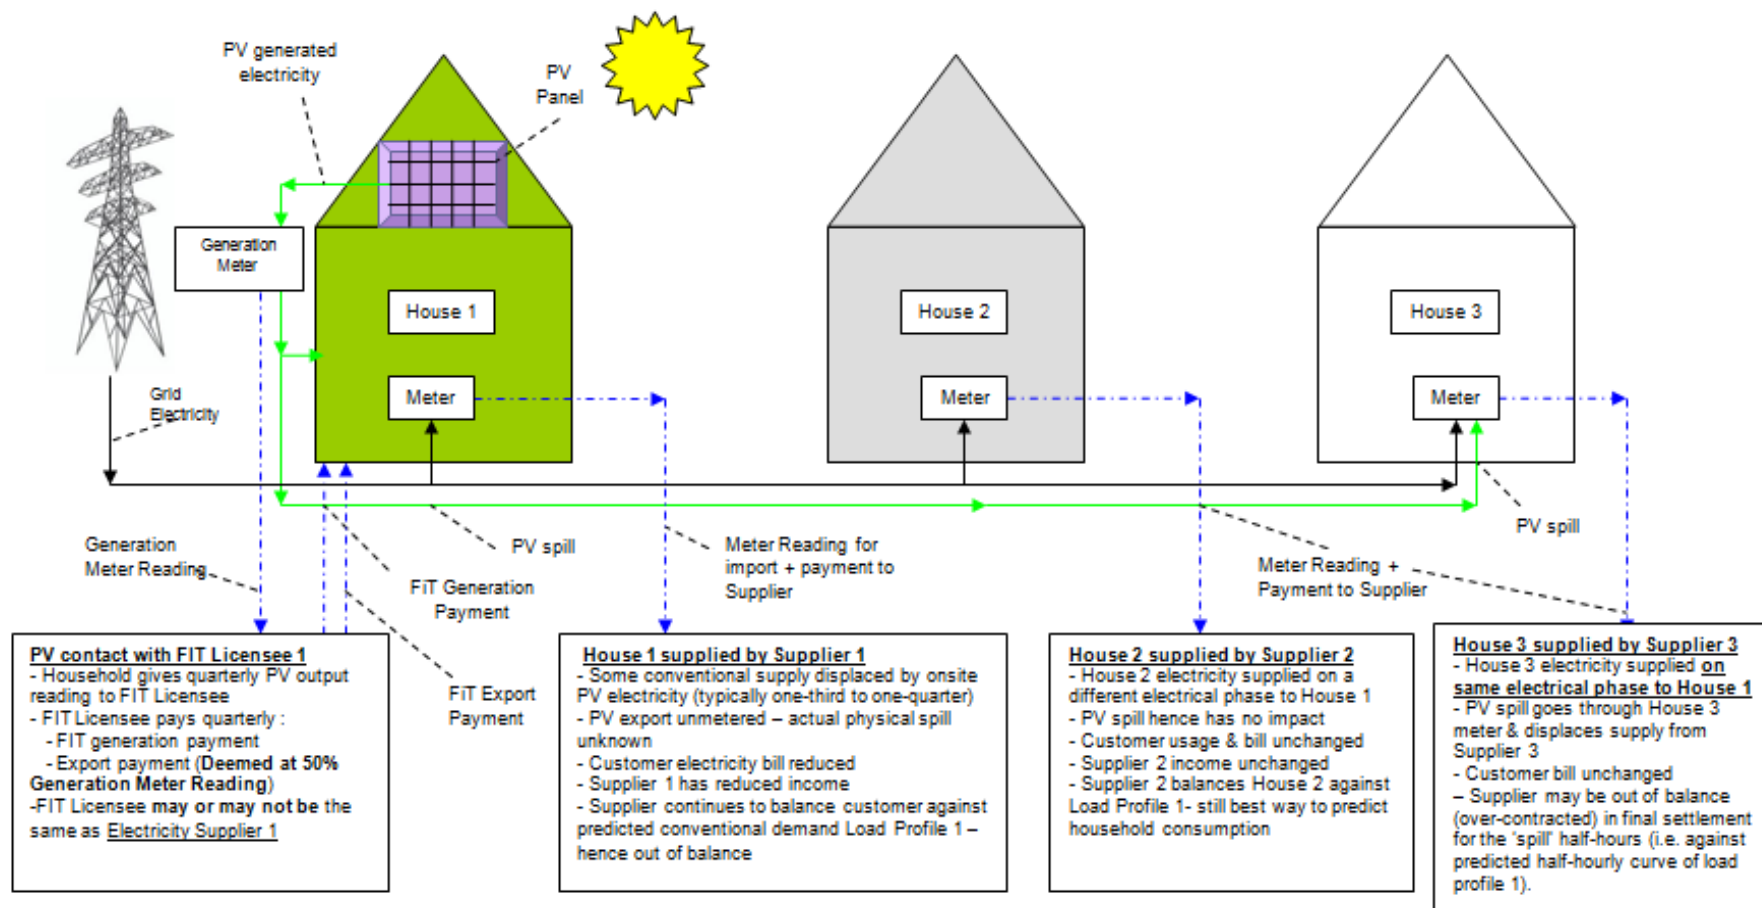 PV generated
electricity
PV
Panel
Generation
Meter
House 1
House 2
House 3
Meter
Meter
Meter
Grid
Electricity
Generation
Meter Reading
PV spill
FiT Generation
Payment
FiT Export
Payment
Meter Reading for
import + payment to
Supplier
Meter Reading +
Payment to Supplier
PV spill
PV contact with FIT Licensee 1
- Household gives quarterly PV output
reading to FIT Licensee
- FIT Licensee pays quarterly :
- FIT generation payment
- Export payment (Deemed at 50%
Generation Meter Reading)
-FIT Licensee may or may not be the
same as Electricity Supplier 1
House 1 supplied by Supplier 1
- Some conventional supply displaced by onsite
PV electricity (typically one-third to one-quarter)
- PV export unmetered – actual physical spill
unknown
- Customer electricity bill reduced
- Supplier 1 has reduced income
- Supplier continues to balance customer against
predicted conventional demand Load Profile 1 –
hence out of balance
House 2 supplied by Supplier 2
- House 2 electricity supplied on a
different electrical phase to House 1
- PV spill hence has no impact
- Customer usage & bill unchanged
- Supplier 2 income unchanged
- Supplier 2 balances House 2 against
Load Profile 1- still best way to predict
household consumption
House 3 supplied by Supplier 3
- House 3 electricity supplied on
same electrical phase to House 1
- PV spill goes through House 3
meter & displaces supply from
Supplier 3
- Customer bill unchanged
– Supplier may be out of balance
(over-contracted) in final settlement
for the 'spill' half-hours (i.e. against
predicted half-hourly curve of load
profile 1).